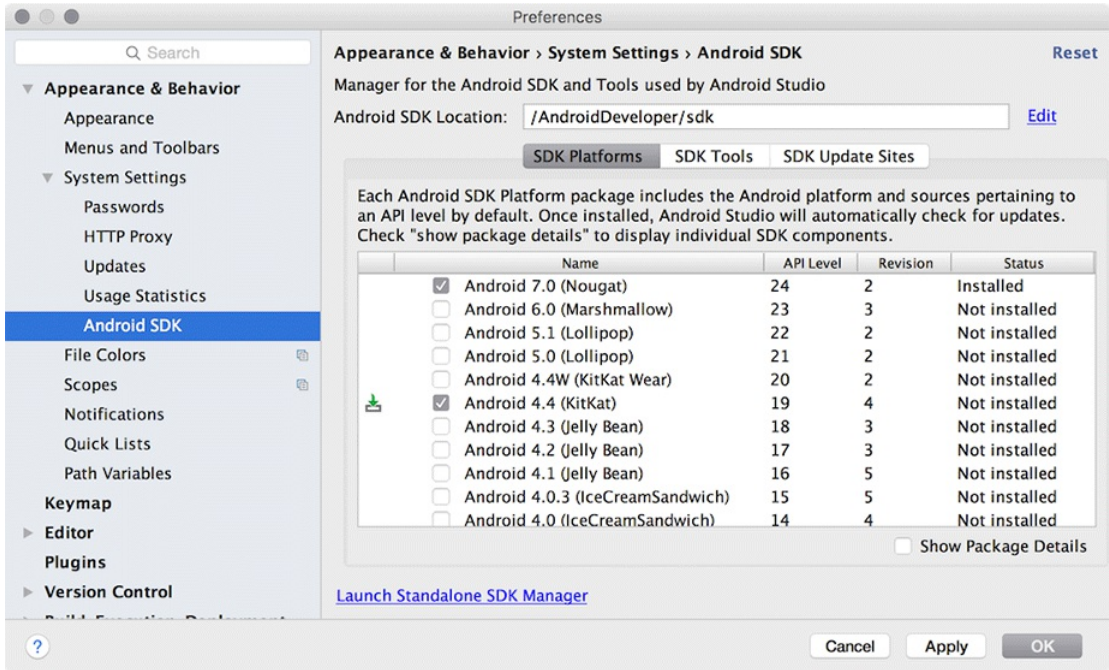 Preferences
Search
Appearance & Behavior
Appearance
Menus and Toolbars
System Settings
Passwords
HTTP Proxy
Updates
Usage Statistics
Android SDK
File Colors
Scopes
Notifications
Quick Lists
Path Variables
Keymap
Editor
Plugins
Version Control
Appearance & Behavior › System Settings › Android SDK
Reset
Manager for the Android SDK and Tools used by Android Studio
Android SDK Location: /AndroidDeveloper/sdk Edit
SDK Platforms SDK Tools SDK Update Sites
Each Android SDK Platform package includes the Android platform and sources pertaining to
an API level by default. Once installed, Android Studio will automatically check for updates.
Check "show package details" to display individual SDK components.
Name API Level Revision Status
Android 7.0 (Nougat) 24 2 Installed
Android 6.0 (Marshmallow) 23 3 Not installed
Android 5.1 (Lollipop) 22 2 Not installed
Android 5.0 (Lollipop) 21 2 Not installed
Android 4.4W (KitKat Wear) 20 2 Not installed
Android 4.4 (KitKat) 19 4 Not installed
Android 4.3 (Jelly Bean) 18 3 Not installed
Android 4.2 (Jelly Bean) 17 3 Not installed
Android 4.1 (Jelly Bean) 16 5 Not installed
Android 4.0.3 (IceCreamSandwich) 15 5 Not installed
Android 4.0 (IceCreamSandwich) 14 4 Not installed
Show Package Details
Launch Standalone SDK Manager
? Cancel Apply OK